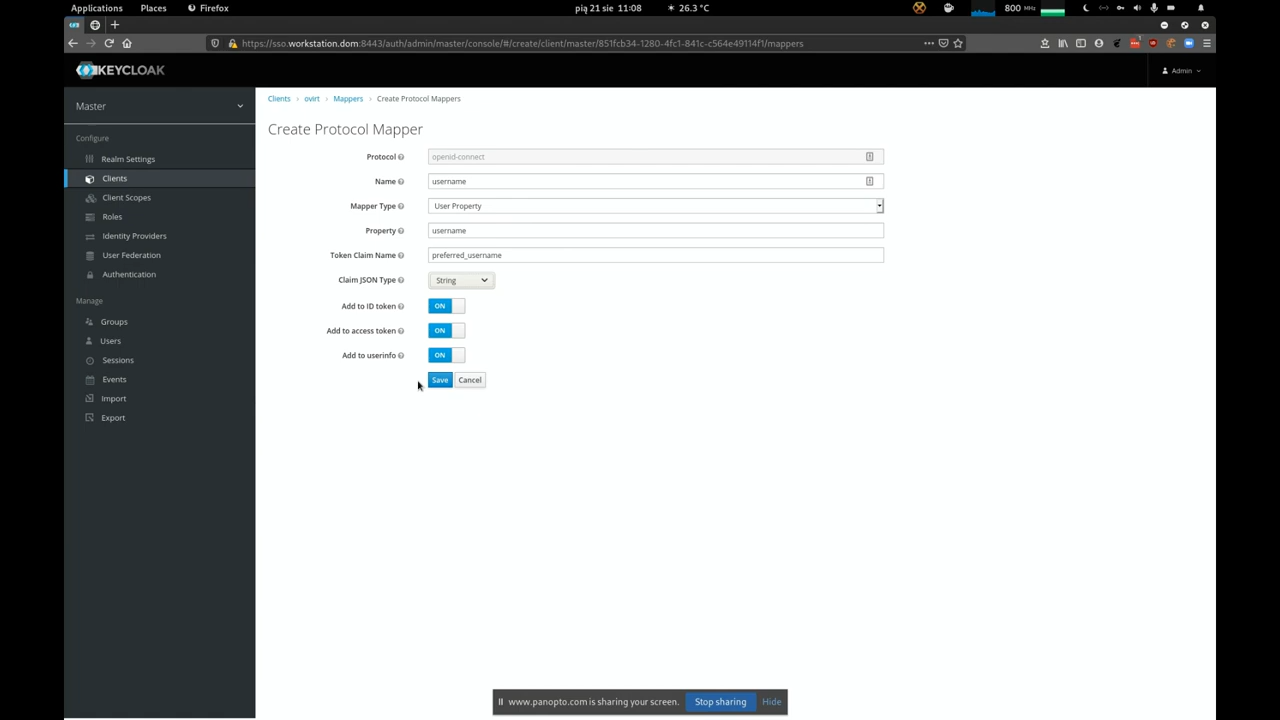 Applications Places Firefox pią 21 sie 11:08 26.3 °C 800 MHz
https://sso.workstation.dom:8443/auth/admin/master/console/#/create/client/master/851fcb34-1280-4fc1-841c-c564e49114f1/mappers
KEYCLOAK
Admin
Master
Clients > ovirt > Mappers > Create Protocol Mappers
Create Protocol Mapper
Configure
Realm Settings
Clients
Client Scopes
Roles
Identity Providers
User Federation
Authentication
Manage
Groups
Users
Sessions
Events
Import
Export
Protocol openid-connect
Name username
Mapper Type User Property
Property username
Token Claim Name preferred_username
Claim JSON Type String
Add to ID token ON
Add to access token ON
Add to userinfo ON
Save Cancel
www.panopto.com is sharing your screen. Stop sharing Hide